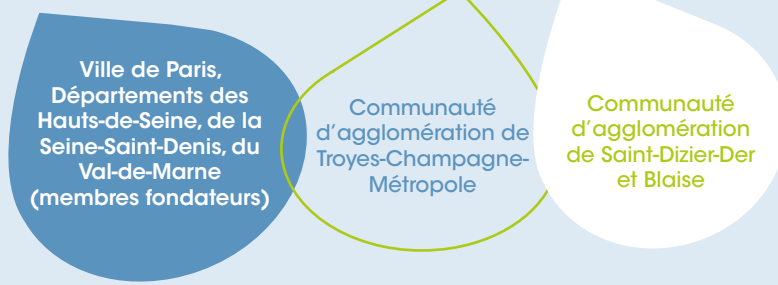 Ville de Paris,
Départements des
Hauts-de-Seine, de la
Seine-Saint-Denis, du
Val-de-Marne
(membres fondateurs)
Communauté
d'agglomération de
Troyes-Champagne-
Métropole
Communauté
d'agglomération
de Saint-Dizier-Der
et Blaise